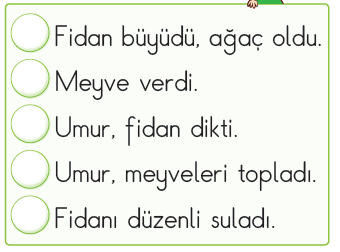 Fidan büyüdü, ağaç oldu.
Meyve verdi.
Umur, fidan dikti.
Umur, meyveleri topladı.
Fidanı düzenli suladı.